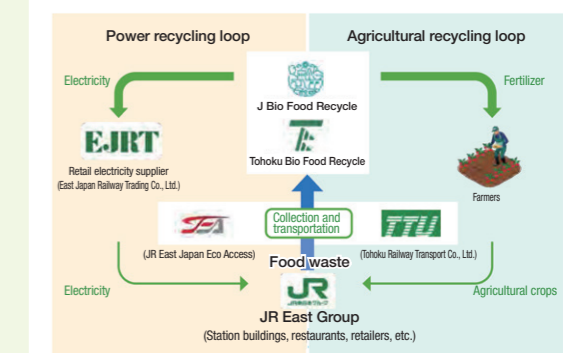 Power recycling loop
Agricultural recycling loop
Electricity
Fertilizer
J Bio Food Recycle
EJRT
Tohoku Bio Food Recycle
Retail electricity supplier
(East Japan Railway Trading Co., Ltd.)
Farmers
Collection and
transportation
TTU
(JR East Japan Eco Access)
(Tohoku Railway Transport Co., Ltd.)
Food waste
JR
Electricity
Agricultural crops
JR East Group
(Station buildings, restaurants, retailers, etc.)